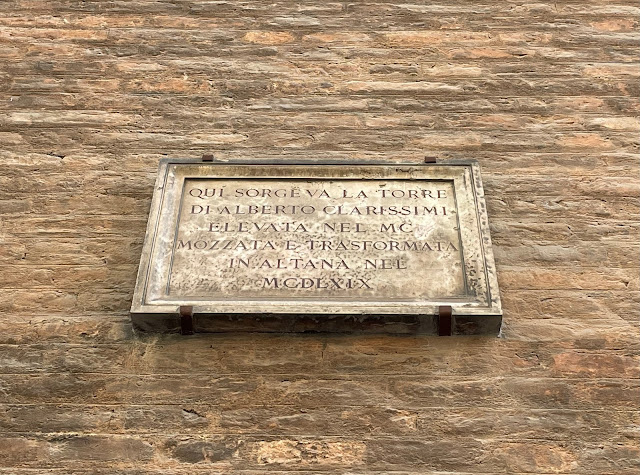 QUI SORGEVA LA TORRE
DI ALBERTO CLARISSIMI
ELEVATA NEL MC
MOZZATA E TRASFORMATA
IN ALTANA NEL
MCDLXIX